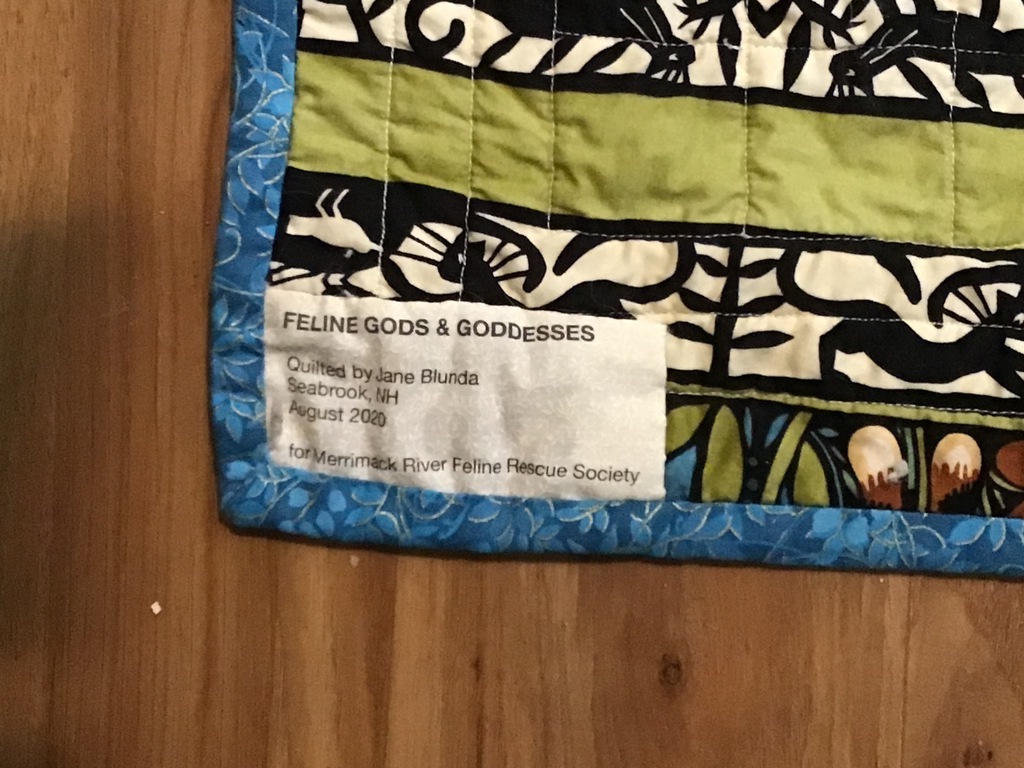 FELINE GODS & GODDESSES
Quilted by Jane Blunda
Seabrook, NH
August 2020
for Merrimack River Feline Rescue Society